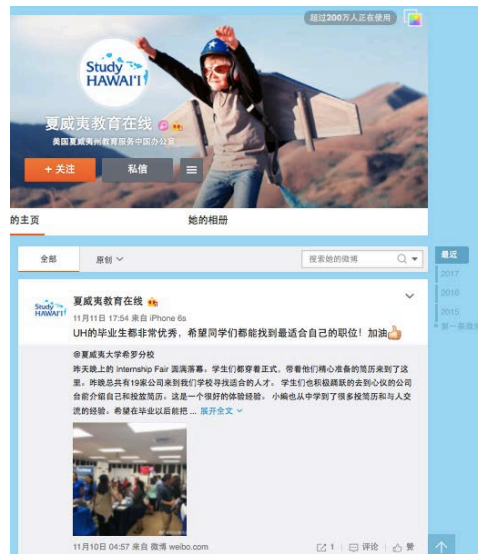 超过200万人正在使用
Study
HAWAI'I
夏威夷教育在线
美国夏威夷州教育服务中国办公室
+ 关注
私信
的主页
她的相册
全部
原创
搜索她的微博
最近
2017
2016
2015
第一条微博
Study
HAWAI'I
夏威夷教育在线
11月11日 17:54 来自 iPhone 6s
UH的毕业生都非常优秀，希望同学们都能找到最适合自己的职位！加油
@夏威夷大学希罗分校
昨天晚上的 Internship Fair 圆满落幕，学生们都穿着正式，带着他们精心准备的简历来到了这
里。昨晚总共有19家公司来到我们学校寻找适合的人才。 学生们也积极踊跃的去到心仪的公司
台前介绍自己和投放简历。这是一个很好的体验经验。 小编也从中学到了很多投简历和与人交
流的经验。希望在毕业以后能把 ... 展开全文
11月10日 04:57 来自 微博 weibo.com
1
评论
赞